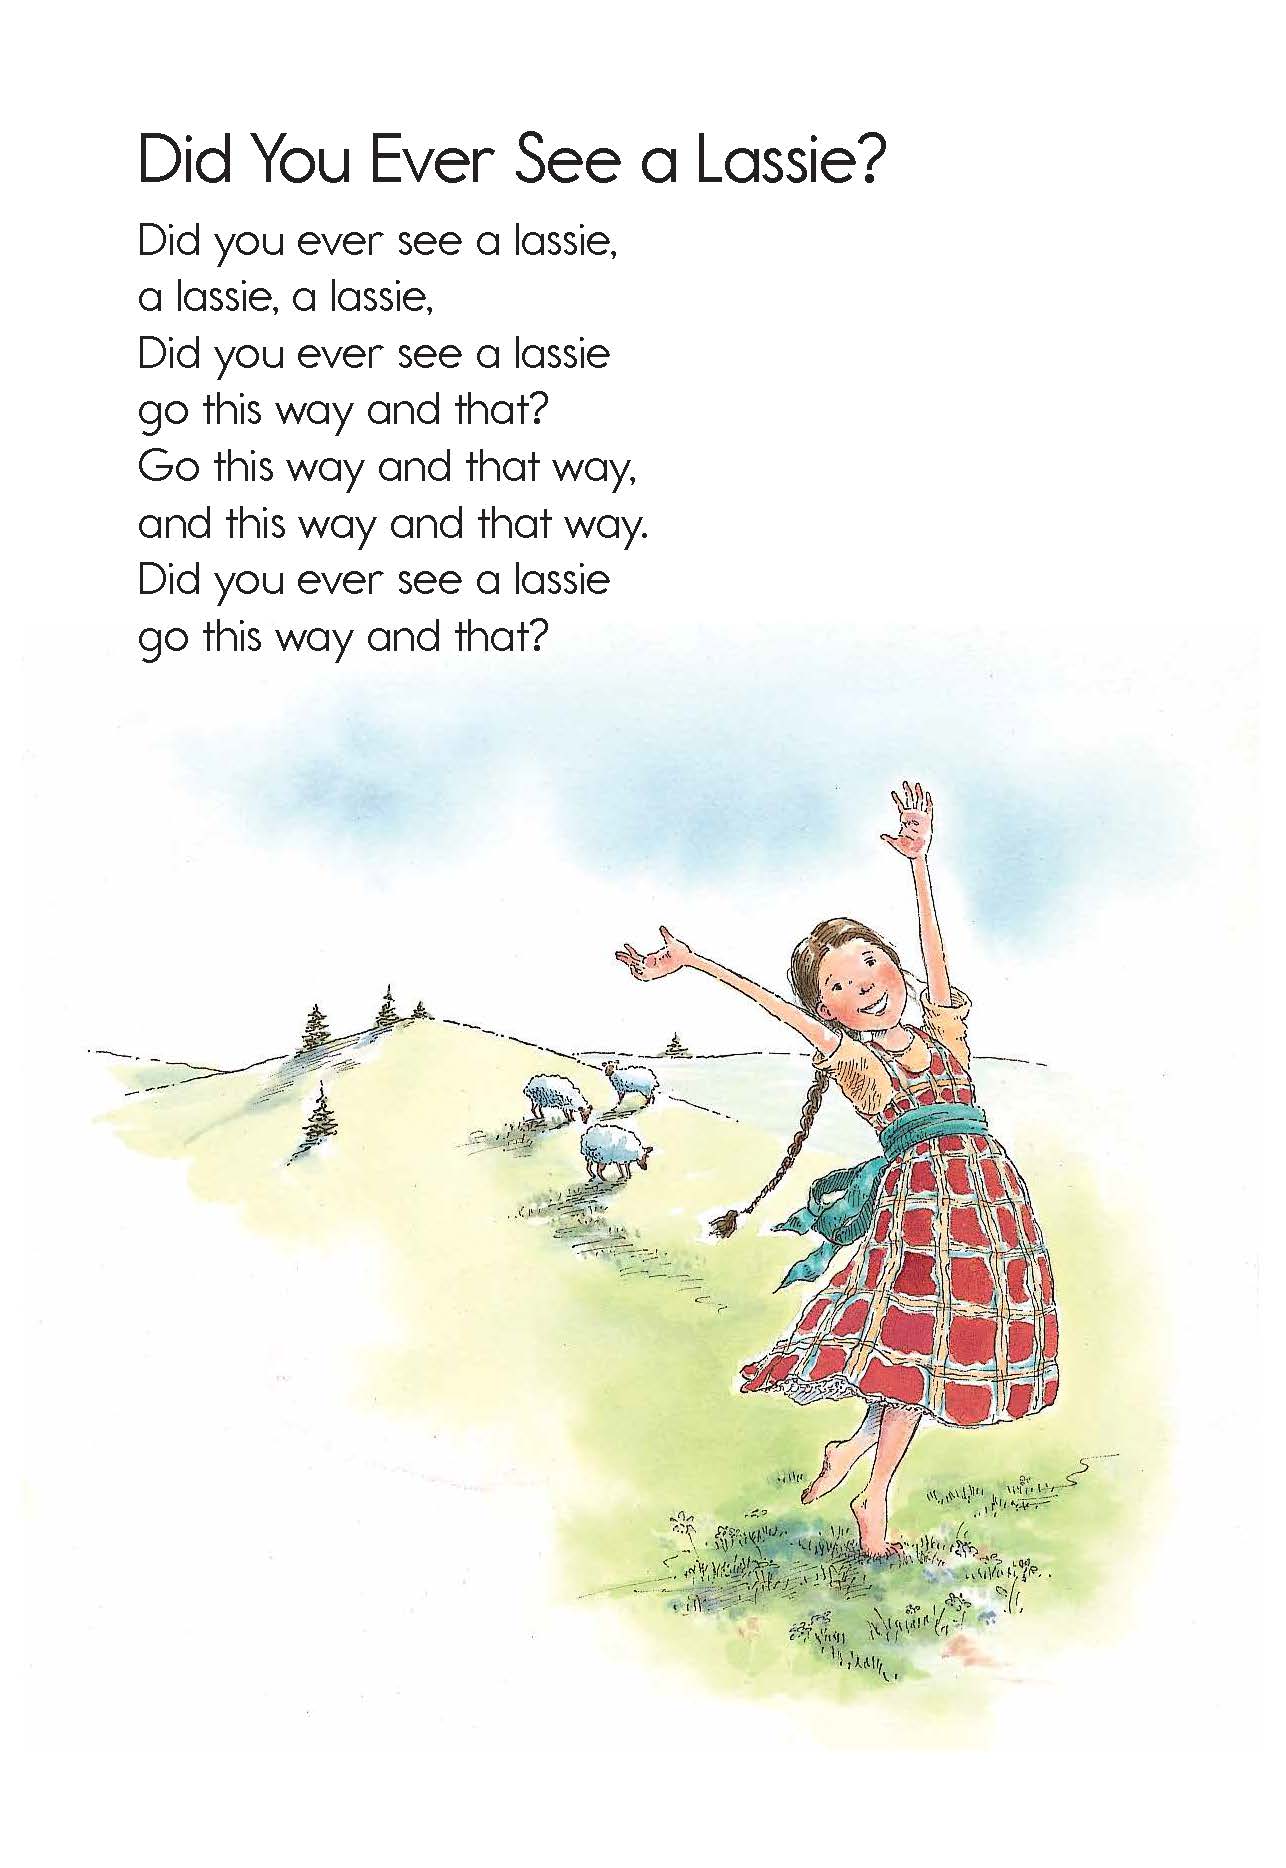 Did You Ever See a Lassie?
Did you ever see a lassie,
a lassie, a lassie,
Did you ever see a lassie
go this way and that?
Go this way and that way,
and this way and that way.
Did you ever see a lassie
go this way and that?